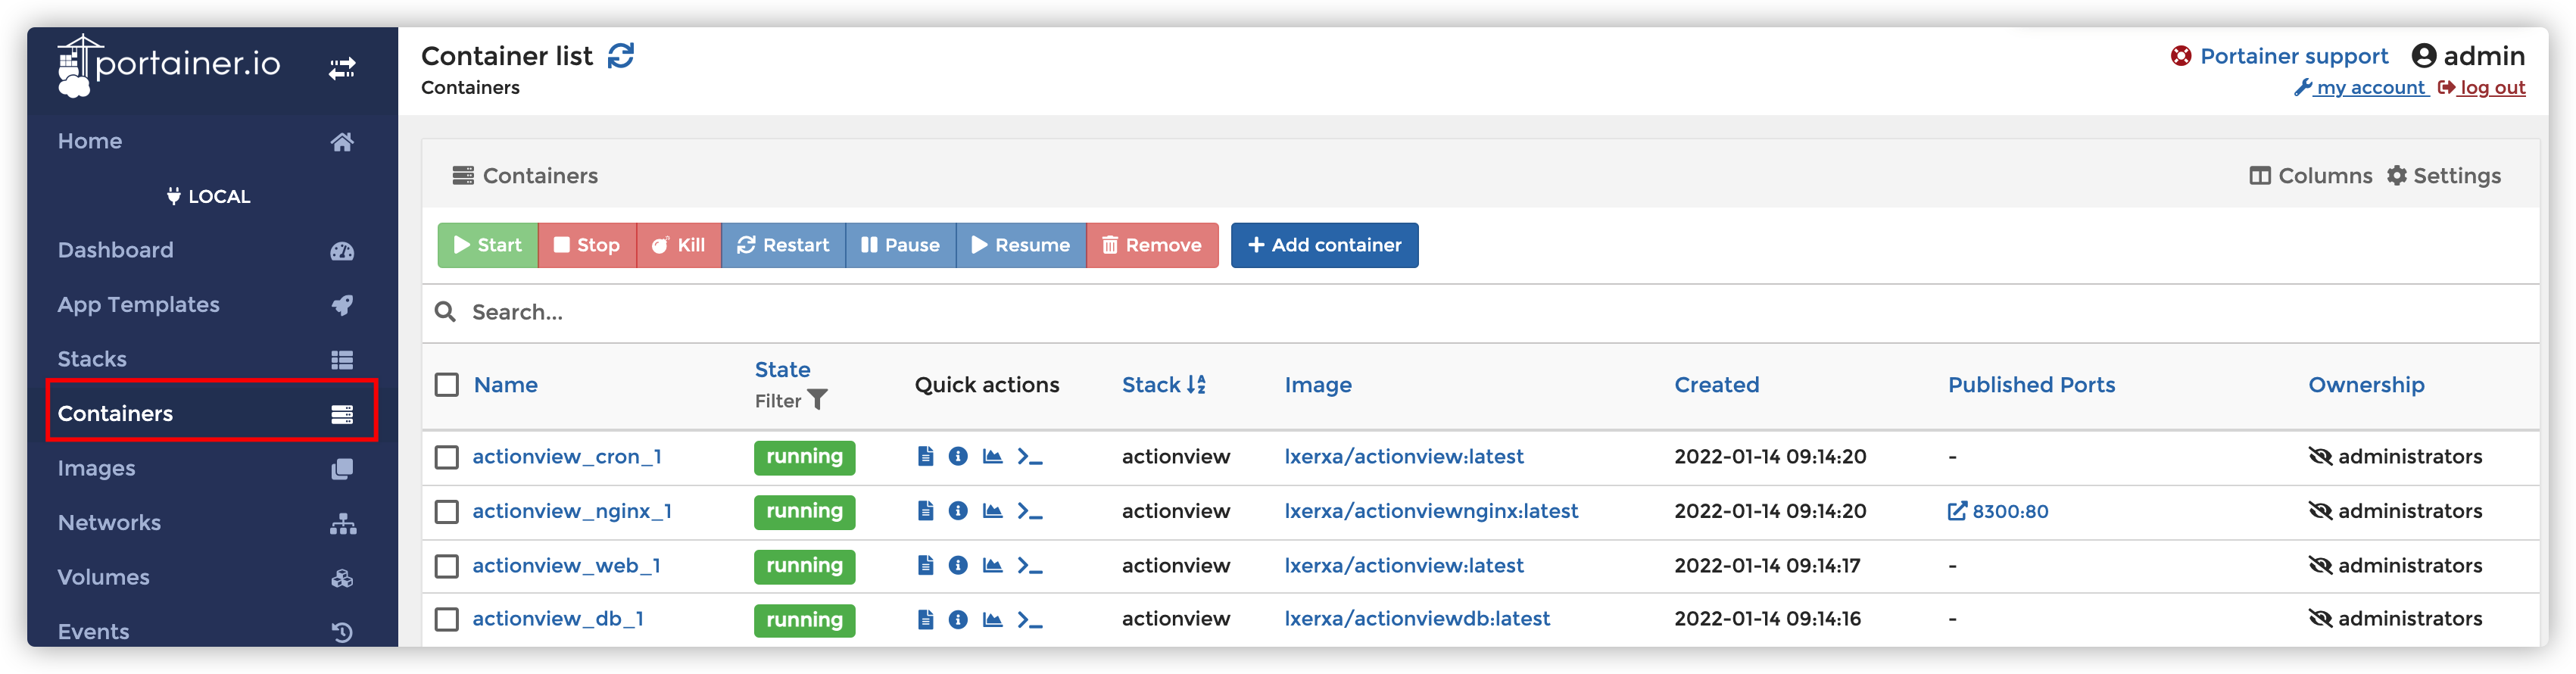 portainer.io
Home
LOCAL
Dashboard
App Templates
Stacks
Containers
Images
Networks
Volumes
Events
Container list
Containers
Portainer support admin
my account log out
Containers
Columns Settings
Start Stop Kill Restart Pause Resume Remove Add container
Search...
Name State Filter Quick actions Stack Image Created Published Ports Ownership
actionview_cron_1 running actionview lxerxa/actionview:latest 2022-01-14 09:14:20 - administrators
actionview_nginx_1 running actionview lxerxa/actionviewnginx:latest 2022-01-14 09:14:20 8300:80 administrators
actionview_web_1 running actionview lxerxa/actionview:latest 2022-01-14 09:14:17 - administrators
actionview_db_1 running actionview lxerxa/actionviewdb:latest 2022-01-14 09:14:16 - administrators